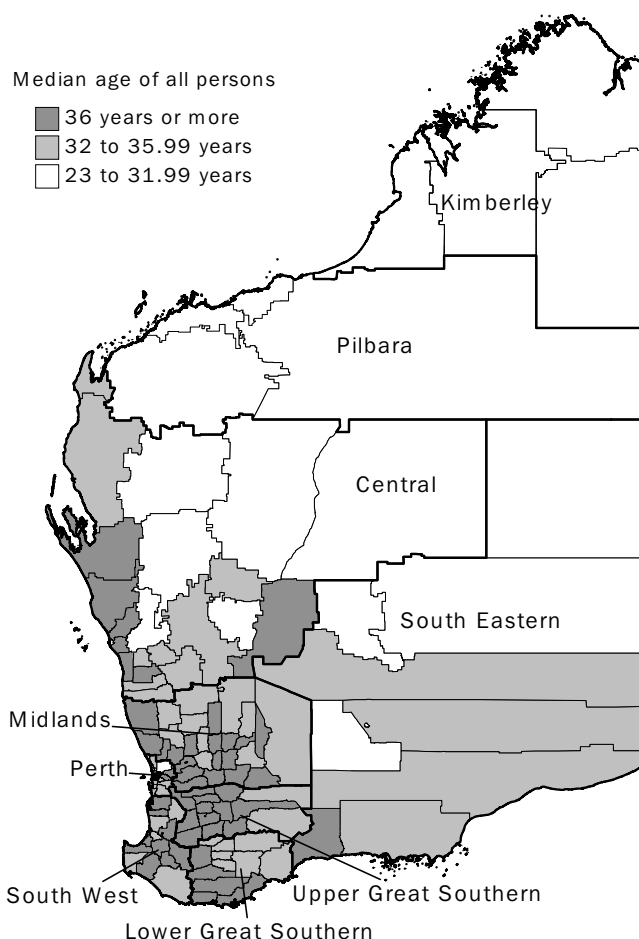 Median age of all persons
36 years or more
32 to 35.99 years
23 to 31.99 years
Kimberley
Pilbara
Central
South Eastern
Midlands
Perth
South West
Upper Great Southern
Lower Great Southern